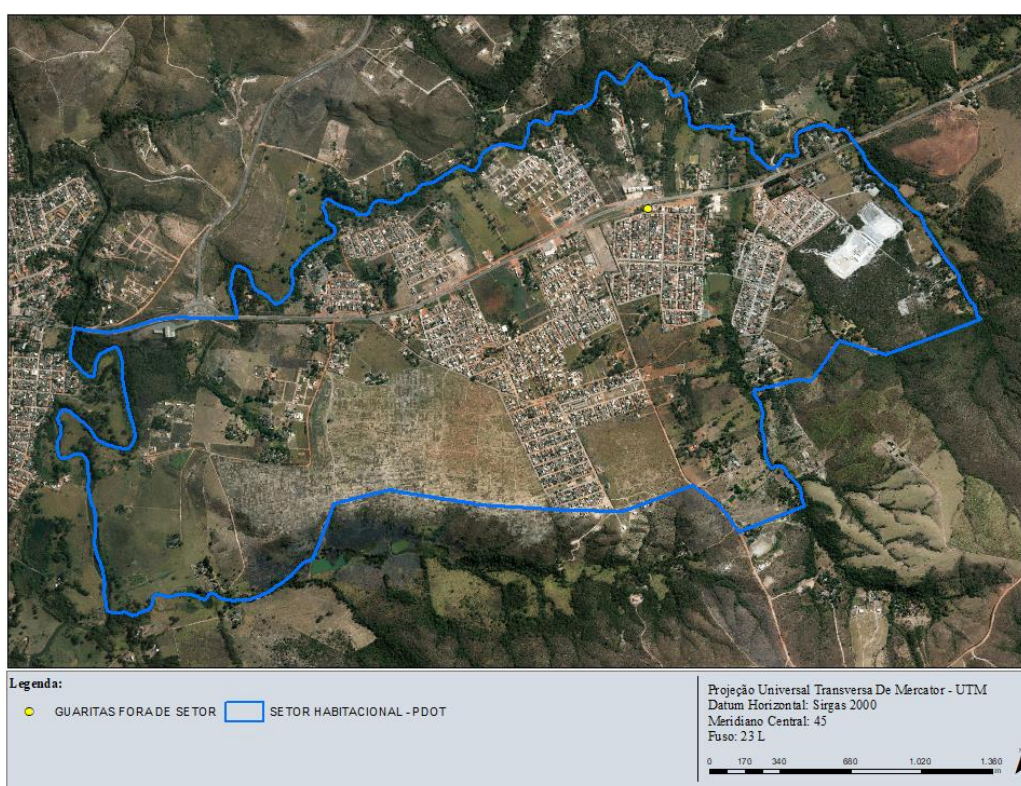 Legenda:
GUARITAS FORA DE SETOR
SETOR HABITACIONAL - PDOT
Projeção Universal Transversa De Mercator - UTM
Datum Horizontal: Sirgas 2000
Meridiano Central: 45
Fuso: 23 L
0 170 340 680 1.020 1.360
m